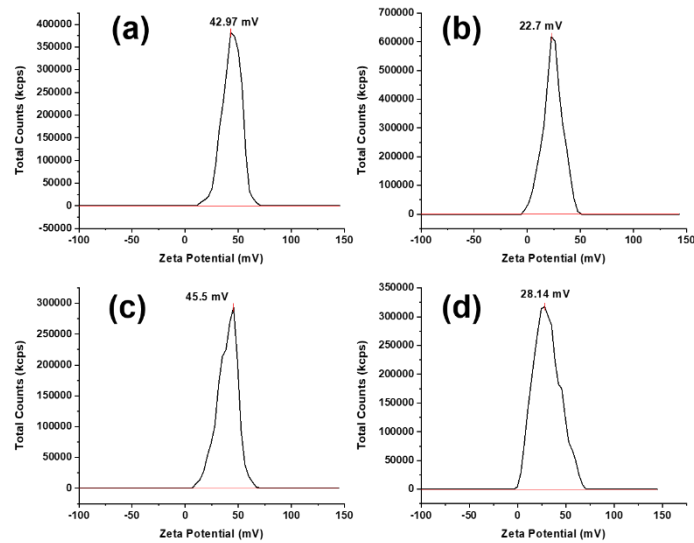 (a)
42.97 mV
400000
350000
300000
250000
200000
150000
100000
50000
0
-50000
Total Counts (kcps)
-100 -50 0 50 100 150
Zeta Potential (mV)
(b)
22.7 mV
700000
600000
500000
400000
300000
200000
100000
0
Total Counts (kcps)
-100 -50 0 50 100 150
Zeta Potential (mV)
(c)
45.5 mV
300000
250000
200000
150000
100000
50000
0
Total Counts (kcps)
-100 -50 0 50 100 150
Zeta Potential (mV)
(d)
28.14 mV
350000
300000
250000
200000
150000
100000
50000
0
Total Counts (kcps)
-100 -50 0 50 100 150
Zeta Potential (mV)